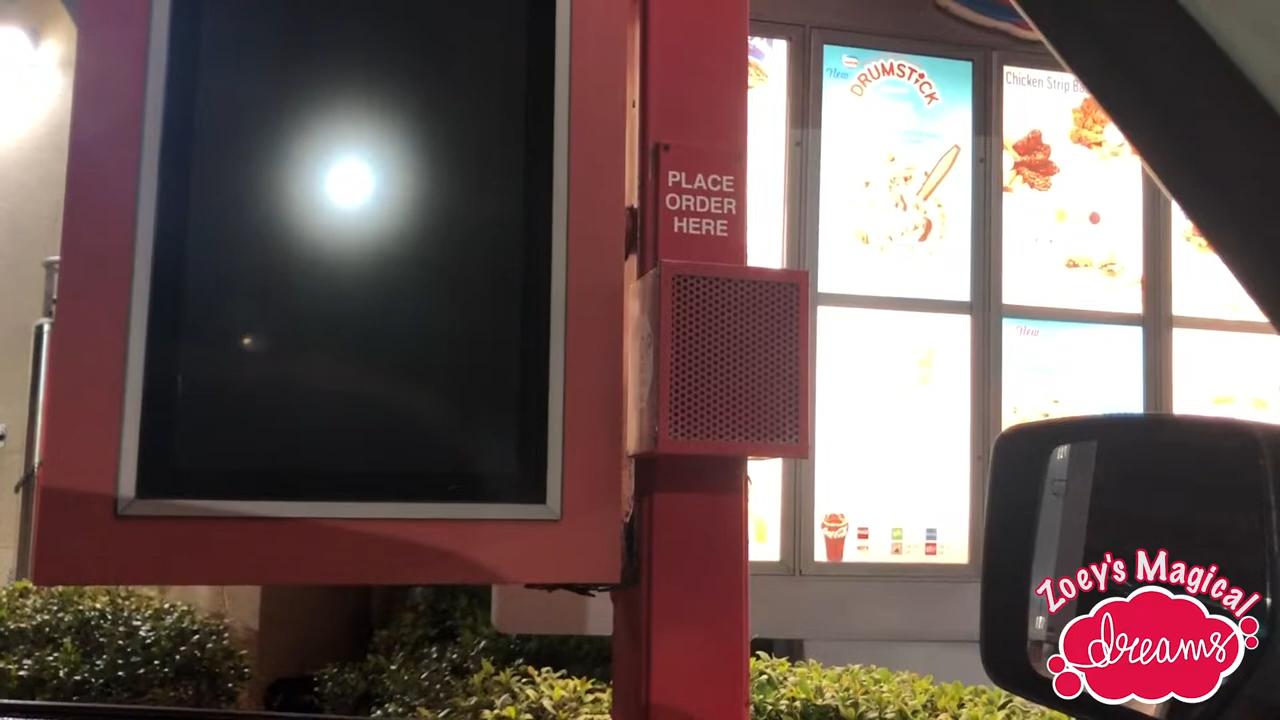 PLACE
ORDER
HERE
New
DRUMSTICK
Chicken Strip
New
Zoey's Magical
dreams